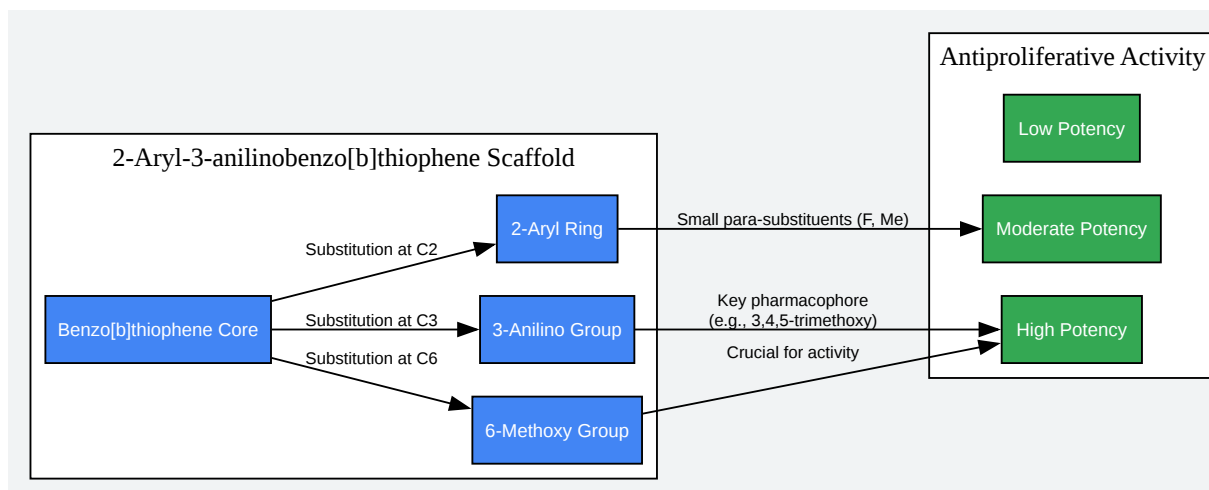 Antiproliferative Activity
Low Potency
2-Aryl-3-anilinobenzo[b]thiophene Scaffold
2-Aryl Ring
Small para-substituents (F, Me)
Moderate Potency
Substitution at C2
Benzo[b]thiophene Core
Substitution at C3
3-Anilino Group
Key pharmacophore
(e.g., 3,4,5-trimethoxy)
High Potency
Substitution at C6
Crucial for activity
6-Methoxy Group